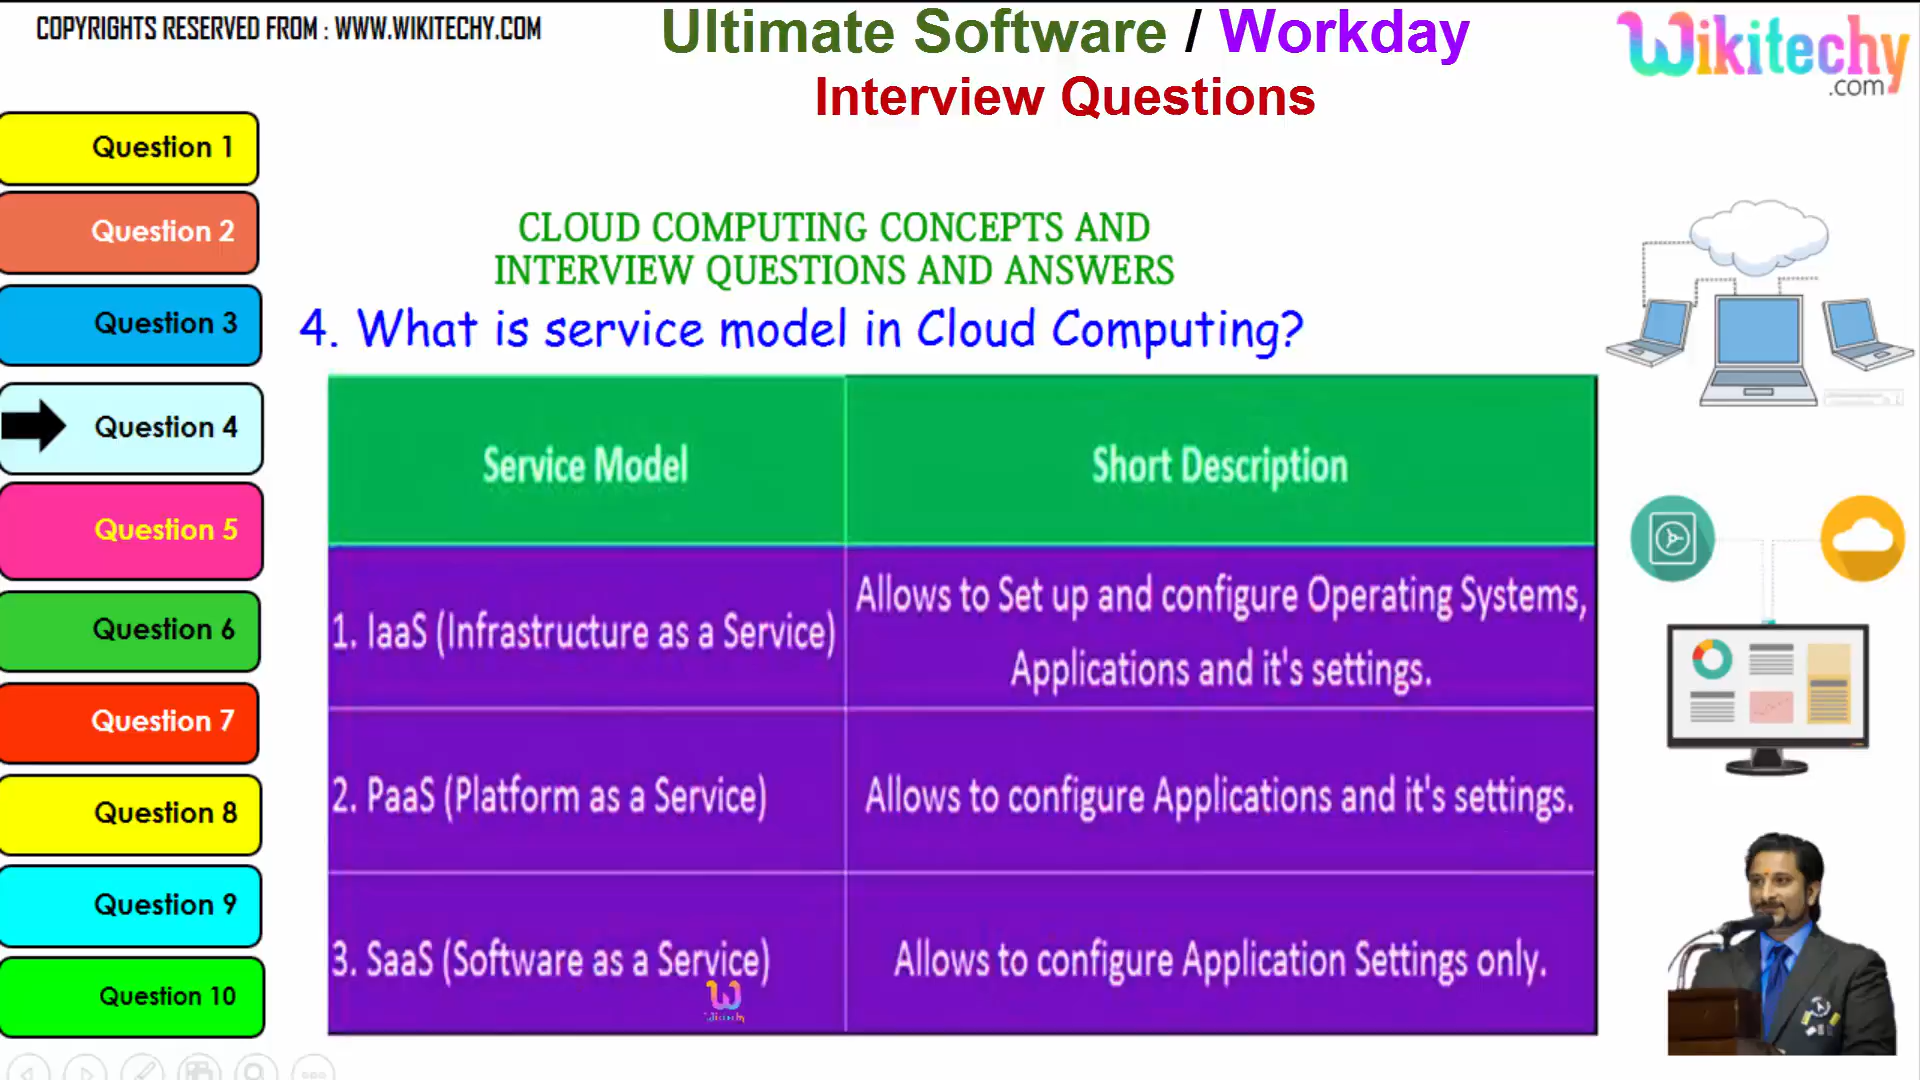 COPYRIGHTS RESERVED FROM : WWW.WIKITECHY.COM
Ultimate Software / Workday
Interview Questions
Wikitechy
.com
Question 1
Question 2
Question 3
Question 4
Question 5
Question 6
Question 7
Question 8
Question 9
Question 10
CLOUD COMPUTING CONCEPTS AND
INTERVIEW QUESTIONS AND ANSWERS
4. What is service model in Cloud Computing?
Service Model
Short Description
1. IaaS (Infrastructure as a Service)
Allows to Set up and configure Operating Systems,
Applications and it's settings.
2. PaaS (Platform as a Service)
Allows to configure Applications and it's settings.
3. SaaS (Software as a Service)
Allows to configure Application Settings only.
W
Wikitechy